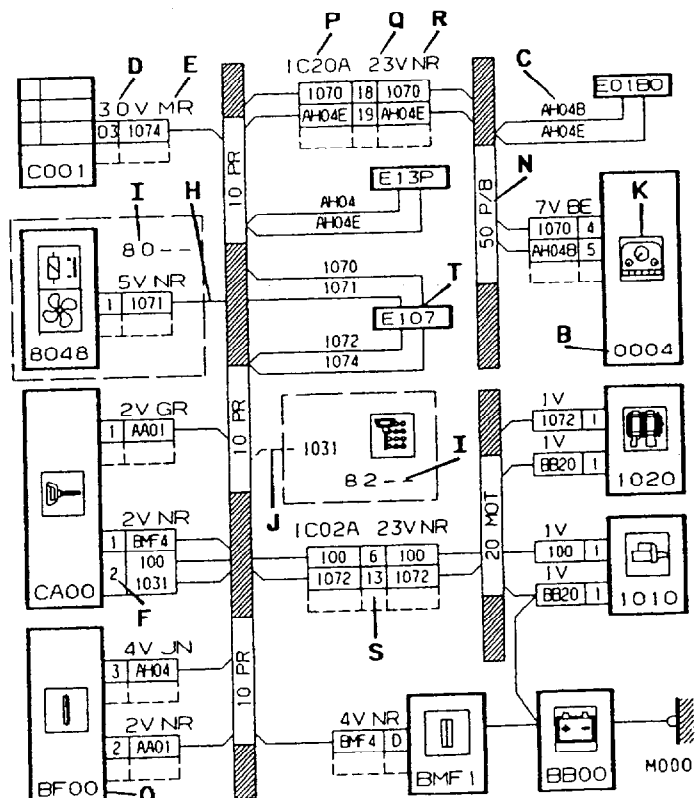 P Q R
1C20A 23V NR
D E
30V MR
03 1074
C001
1070 18 1070
AH04E 19 AH04E
C
E01B0
AH04B
AH04E
10 PR
E13P
AH04
AH04E
N
50 P/B
K
7V BE
1070 4
AH04B 5
B 0004
I H
80--
5V NR
1 1071
8048
1070
1071
T
E107
1072
1074
2V GR
1 AA01
10 PR
1031
J
82--
I
1V
1072 1
1V
BB20 1
1020
20 MOT
2V NR
1 BMF4
100
2 1031
CA00
F
1C02A 23V NR
100 6 100
1072 13 1072
S
1V
100 1
1V
BB20 1
1010
4V JN
3 AH04
10 PR
2V NR
2 AA01
BF00
O
4V NR
BMF4 D
BMF1
BB00
M000